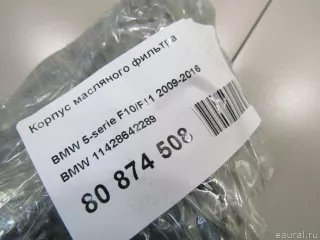 Корпус масляного фильтра
BMW 5-serie F10/F11 2009-2016
BMW 11428642289
80 874 508
© eaural.ru